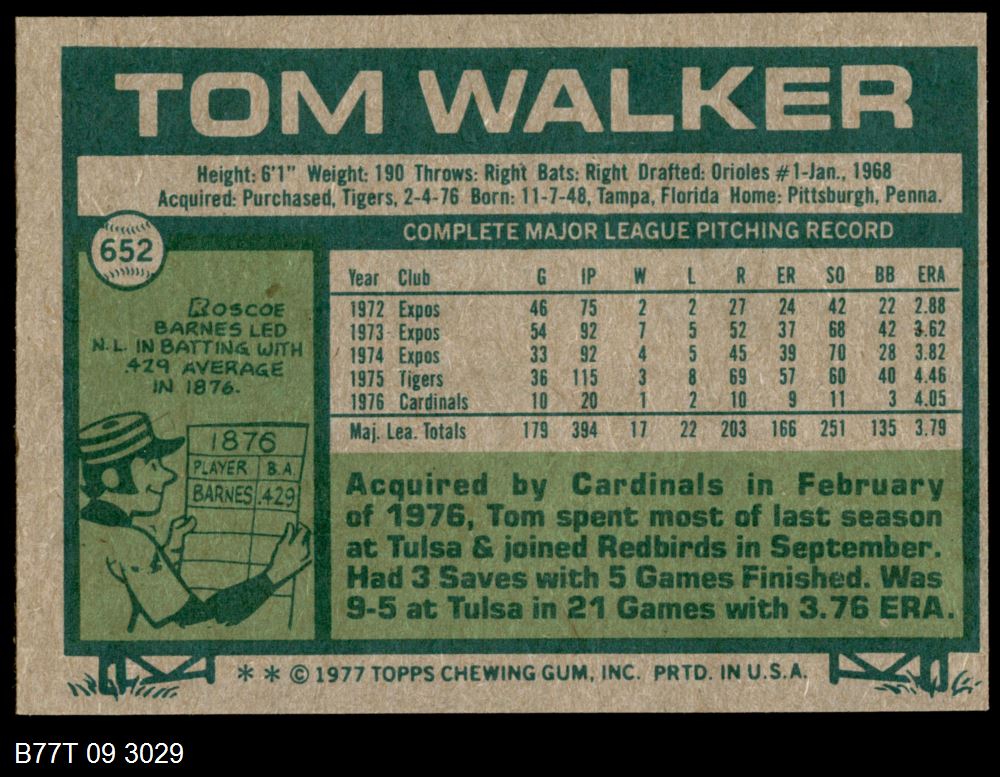 TOM WALKER
Height: 6'1" Weight: 190 Throws: Right Bats: Right Drafted: Orioles #1-Jan., 1968
Acquired: Purchased, Tigers, 2-4-76 Born: 11-7-48, Tampa, Florida Home: Pittsburgh, Penna.
652
COMPLETE MAJOR LEAGUE PITCHING RECORD
Year Club G IP W L R ER SO BB ERA
1972 Expos 46 75 2 2 27 24 42 22 2.88
1973 Expos 54 92 7 5 52 37 68 42 3.62
1974 Expos 33 92 4 5 45 39 70 28 3.82
1975 Tigers 36 115 3 8 69 57 60 40 4.46
1976 Cardinals 10 20 1 2 10 9 11 3 4.05
Maj. Lea. Totals 179 394 17 22 203 166 251 135 3.79
ROSCOE
BARNES LED
N.L. IN BATTING WITH
.429 AVERAGE
IN 1876.
1876
PLAYER B.A.
BARNES .429
Acquired by Cardinals in February
of 1976, Tom spent most of last season
at Tulsa & joined Redbirds in September.
Had 3 Saves with 5 Games Finished. Was
9-5 at Tulsa in 21 Games with 3.76 ERA.
* * © 1977 TOPPS CHEWING GUM, INC. PRTD. IN U.S.A.
B77T 09 3029